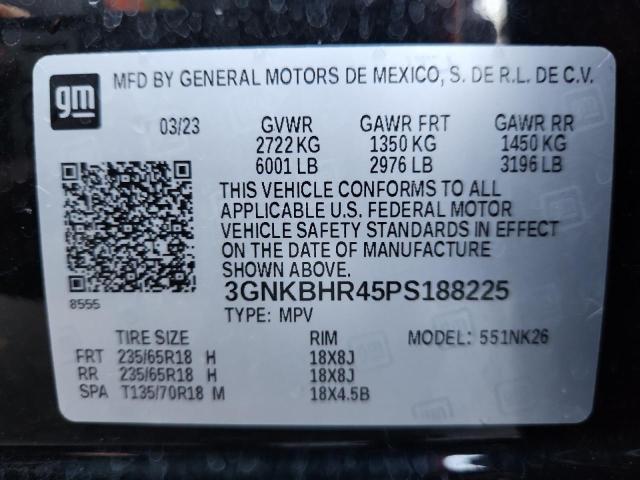 gm
MFD BY GENERAL MOTORS DE MEXICO, S. DE R.L. DE C.V.
03/23 GVWR GAWR FRT GAWR RR
2722 KG 1350 KG 1450 KG
6001 LB 2976 LB 3196 LB
THIS VEHICLE CONFORMS TO ALL
APPLICABLE U.S. FEDERAL MOTOR
VEHICLE SAFETY STANDARDS IN EFFECT
ON THE DATE OF MANUFACTURE
SHOWN ABOVE.
8555
3GNKBHR45PS188225
TYPE: MPV
TIRE SIZE RIM MODEL: 551NK26
FRT 235/65R18 H 18X8J
RR 235/65R18 H 18X8J
SPA T135/70R18 M 18X4.5B